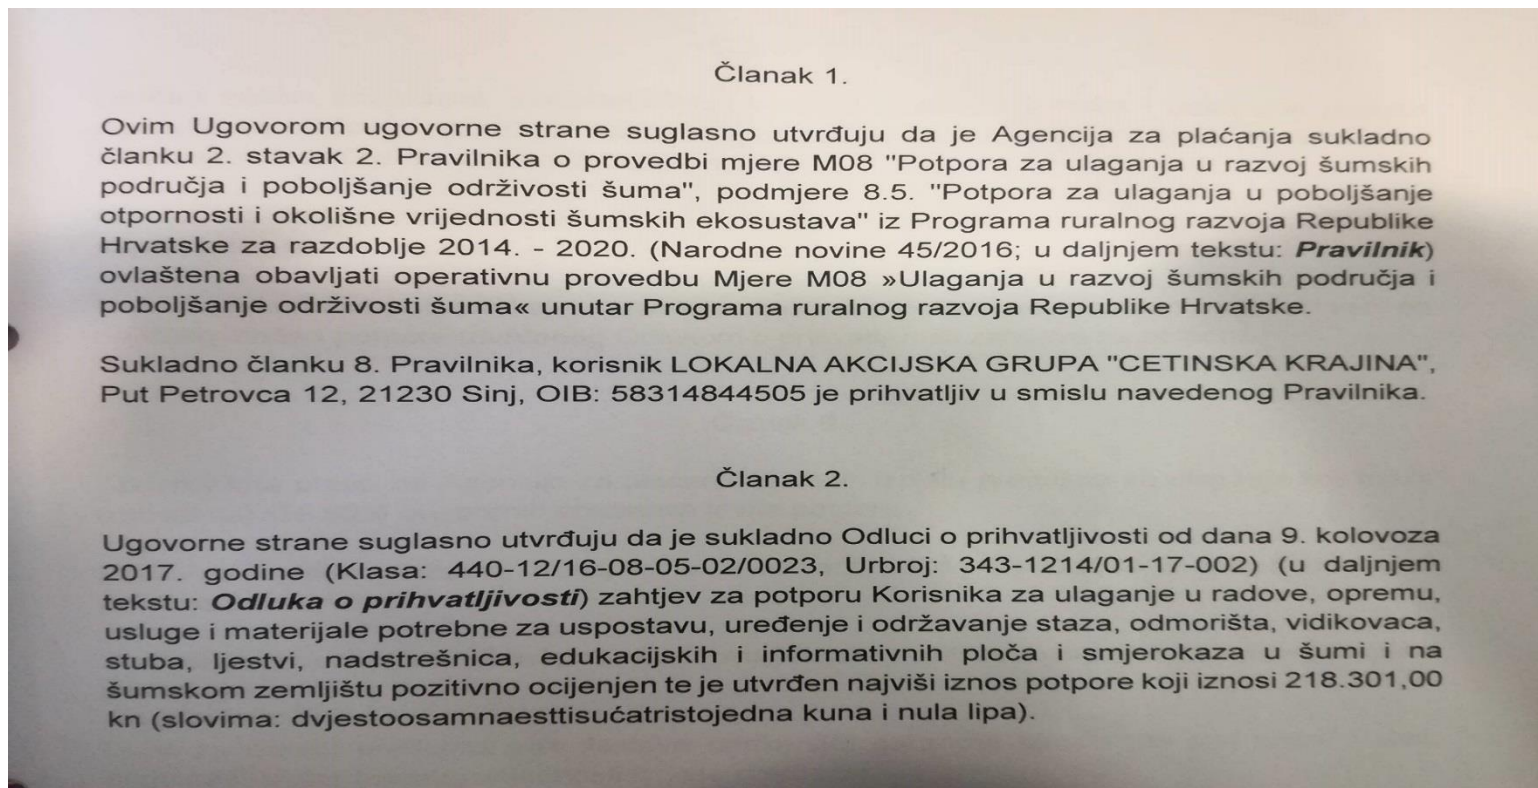 Članak 1.
Ovim Ugovorom ugovorne strane suglasno utvrđuju da je Agencija za plaćanja sukladno
članku 2. stavak 2. Pravilnika o provedbi mjere M08 "Potpora za ulaganja u razvoj šumskih
područja i poboljšanje održivosti šuma", podmjere 8.5. "Potpora za ulaganja u poboljšanje
otpornosti i okolišne vrijednosti šumskih ekosustava" iz Programa ruralnog razvoja Republike
Hrvatske za razdoblje 2014. - 2020. (Narodne novine 45/2016; u daljnjem tekstu: Pravilnik)
ovlaštena obavljati operativnu provedbu Mjere M08 »Ulaganja u razvoj šumskih područja i
poboljšanje održivosti šuma« unutar Programa ruralnog razvoja Republike Hrvatske.
Sukladno članku 8. Pravilnika, korisnik LOKALNA AKCIJSKA GRUPA "CETINSKA KRAJINA",
Put Petrovca 12, 21230 Sinj, OIB: 58314844505 je prihvatljiv u smislu navedenog Pravilnika.
Članak 2.
Ugovorne strane suglasno utvrđuju da je sukladno Odluci o prihvatljivosti od dana 9. kolovoza
2017. godine (Klasa: 440-12/16-08-05-02/0023, Urbroj: 343-1214/01-17-002) (u daljnjem
tekstu: Odluka o prihvatljivosti) zahtjev za potporu Korisnika za ulaganje u radove, opremu,
usluge i materijale potrebne za uspostavu, uređenje i održavanje staza, odmorišta, vidikovaca,
stuba, ljestvi, nadstrešnica, edukacijskih i informativnih ploča i smjerokaza u šumi i na
šumskom zemljištu pozitivno ocijenjen te je utvrđen najviši iznos potpore koji iznosi 218.301,00
kn (slovima: dvjestoosamnaesttisućatristojedna kuna i nula lipa).